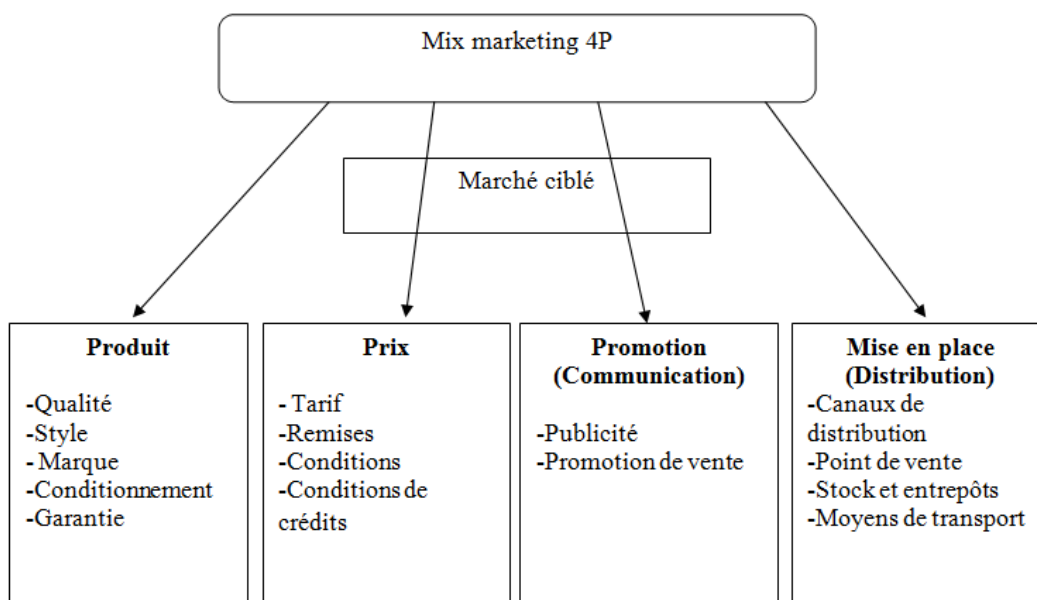 Mix marketing 4P
Marché ciblé
Produit
-Qualité
-Style
- Marque
-Conditionnement
-Garantie
Prix
- Tarif
-Remises
-Conditions
-Conditions de
crédits
Promotion
(Communication)
-Publicité
-Promotion de vente
Mise en place
(Distribution)
-Canaux de
distribution
-Point de vente
-Stock et entrepôts
-Moyens de transport